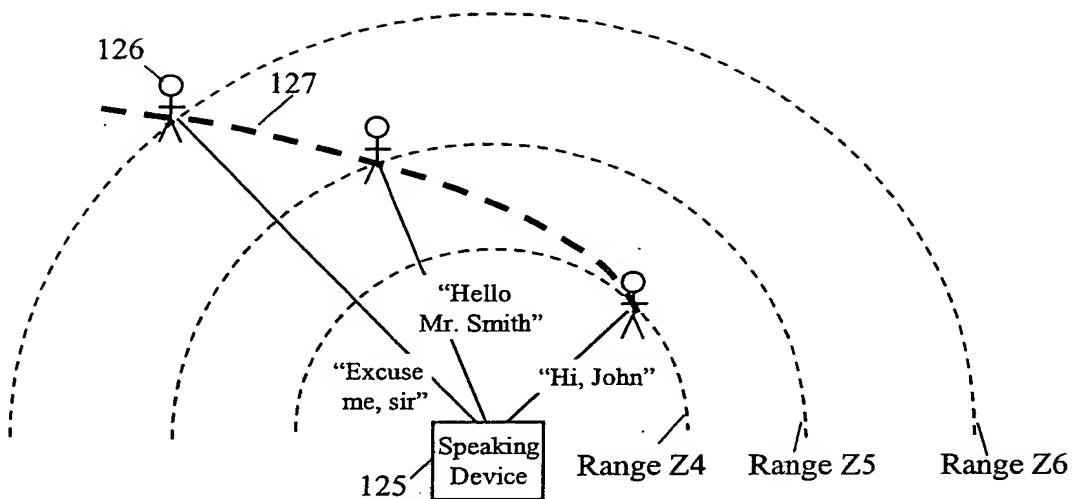 126
127
“Hello
Mr. Smith”
“Excuse
me, sir”
“Hi, John”
Speaking
Device
125
Range Z4
Range Z5
Range Z6